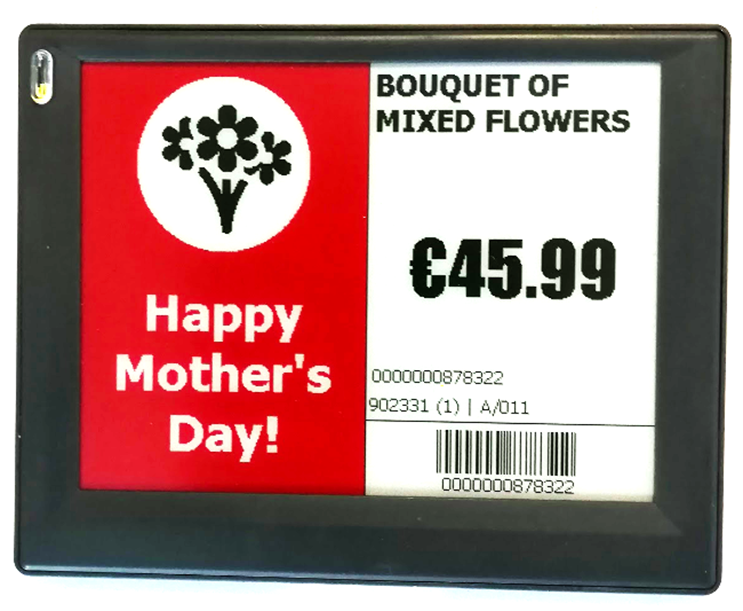 Happy
Mother's
Day!
BOUQUET OF
MIXED FLOWERS
€45.99
0000000878322
902331 (1) | A/011
0000000878322